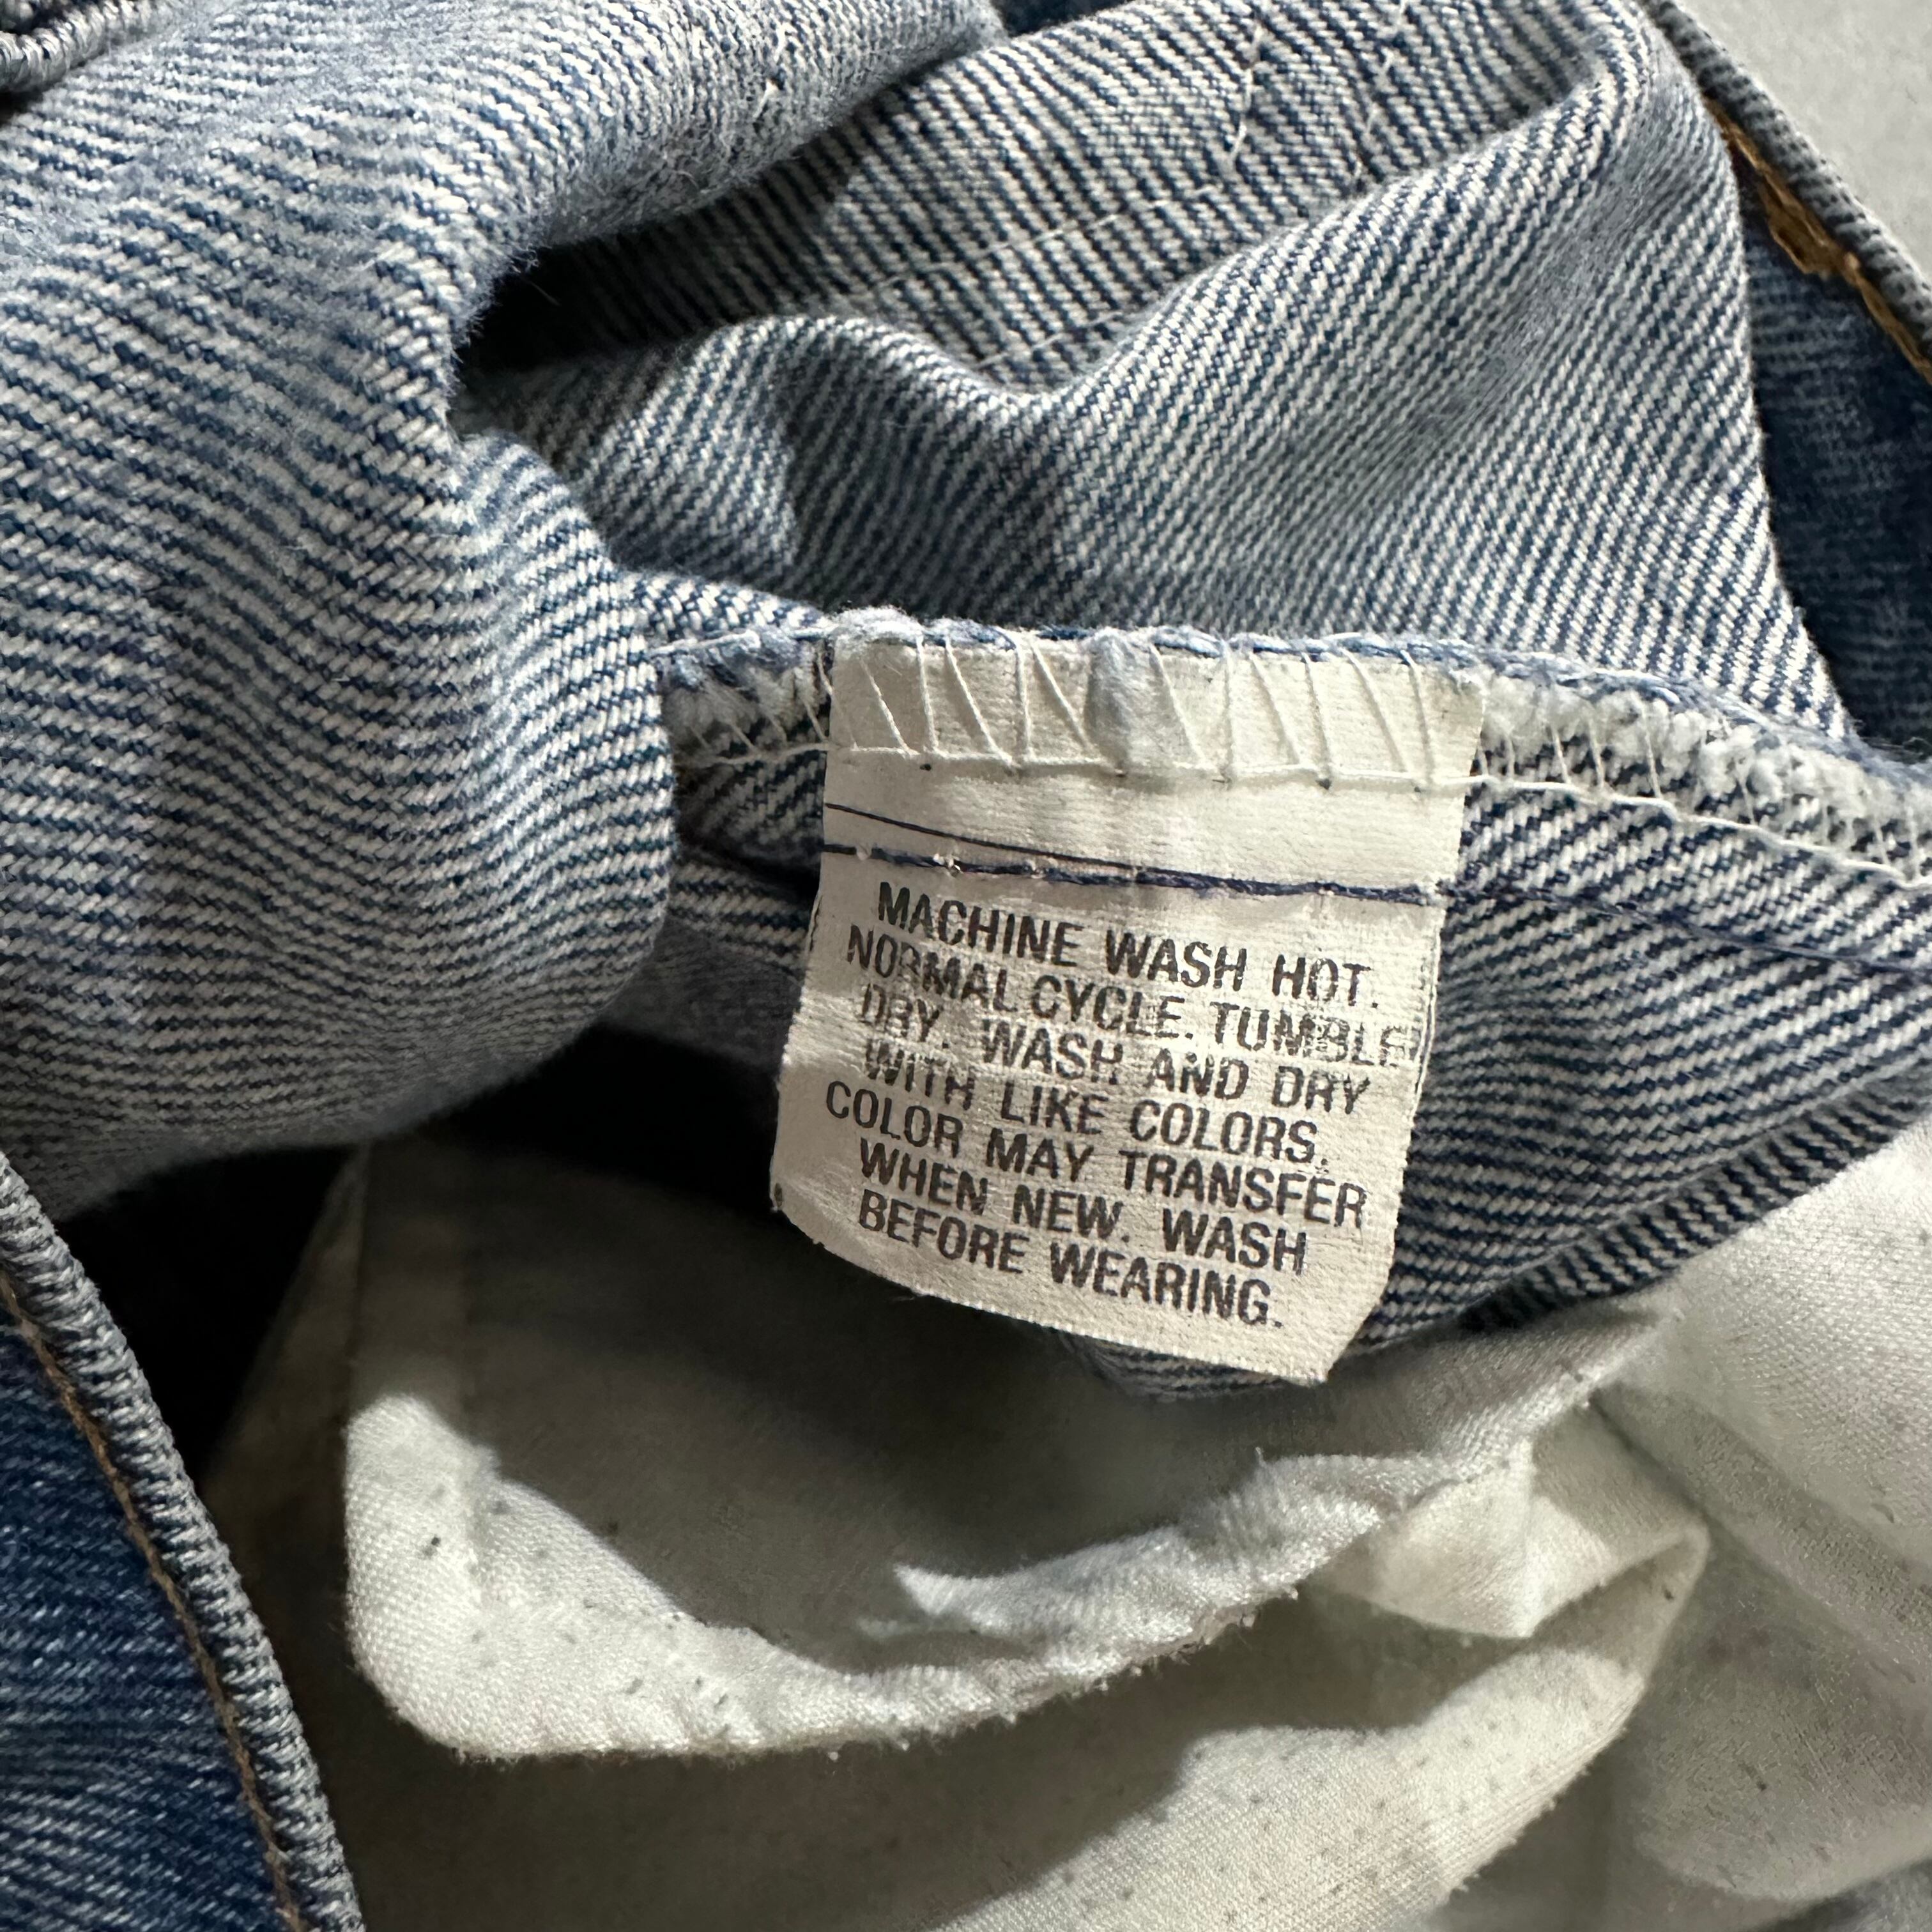 MACHINE WASH HOT.
NORMAL CYCLE. TUMBLE
DRY. WASH AND DRY
WITH LIKE COLORS.
COLOR MAY TRANSFER
WHEN NEW. WASH
BEFORE WEARING.